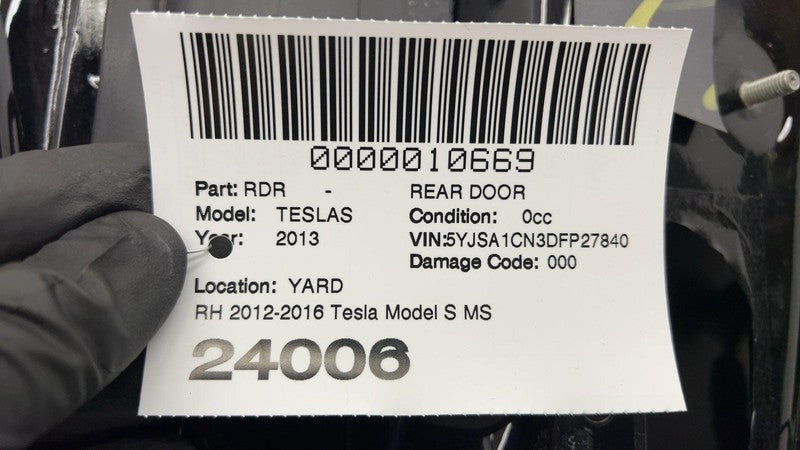 0000010669
Part: RDR - REAR DOOR
Model: TESLAS Condition: 0cc
Year: 2013 VIN:5YJSA1CN3DFP27840
Damage Code: 000
Location: YARD
RH 2012-2016 Tesla Model S MS
24006